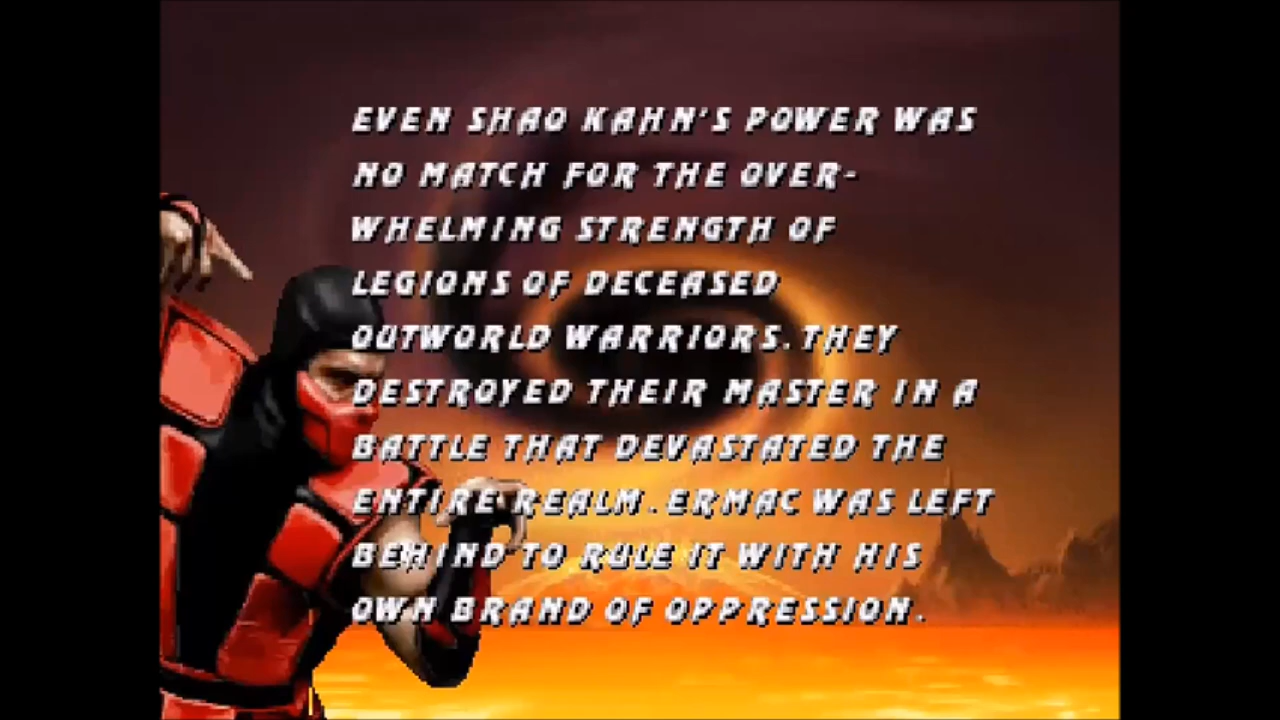 EVEN SHAO KAHN'S POWER WAS
NO MATCH FOR THE OVER-
WHELMING STRENGTH OF
LEGIONS OF DECEASED
OUTWORLD WARRIORS. THEY
DESTROYED THEIR MASTER IN A
BATTLE THAT DEVASTATED THE
ENTIRE REALM. ERMAC WAS LEFT
BEHIND TO RULE IT WITH HIS
OWN BRAND OF OPPRESSION.